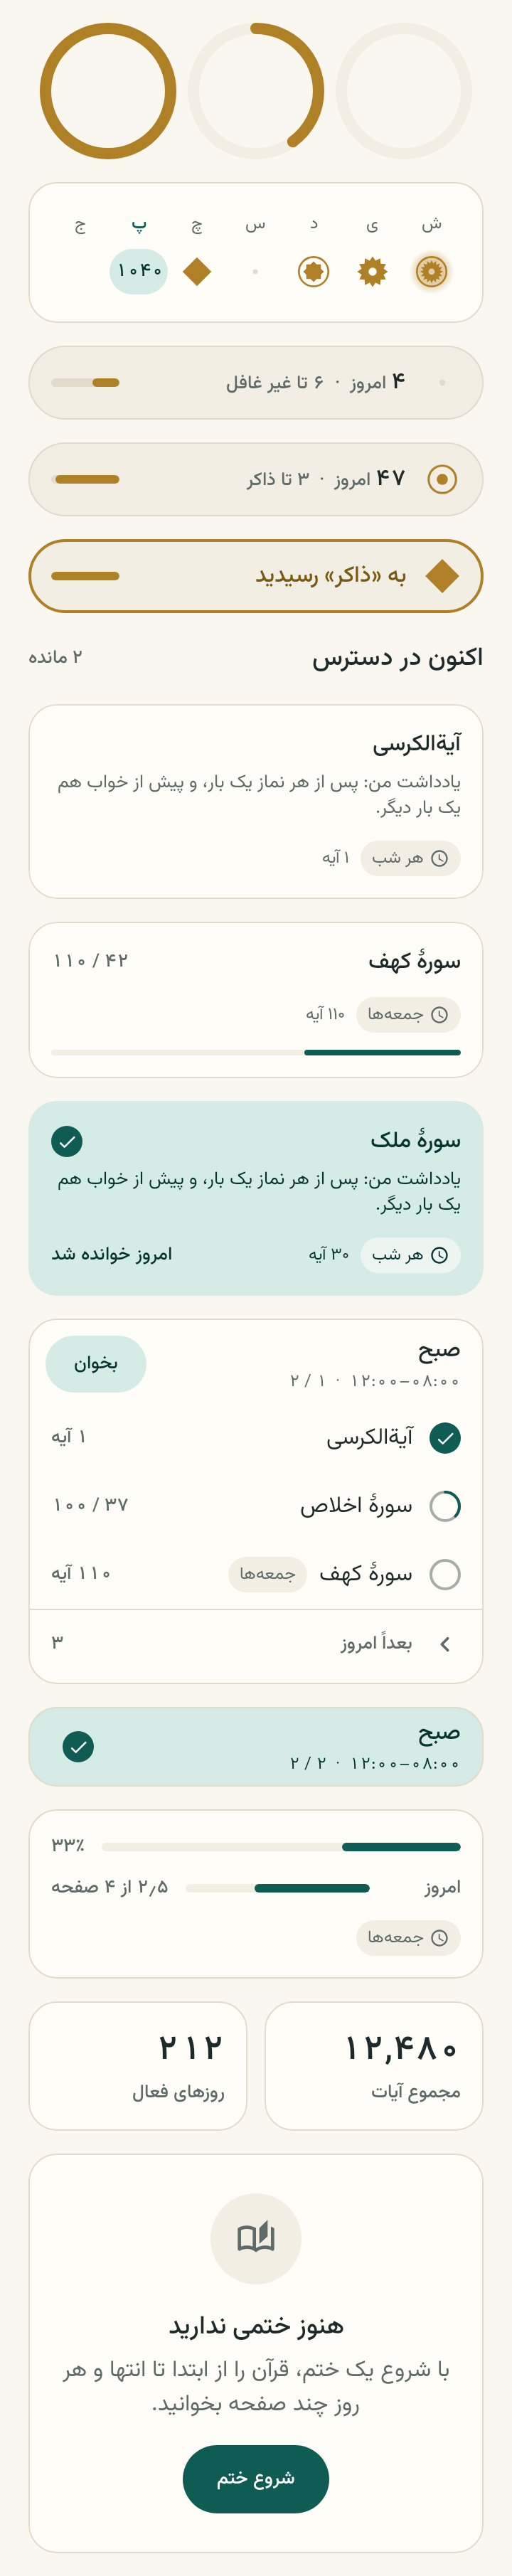 ش ی د س چ پ ج
۱۰۴۰
۴ امروز · ۶ تا غیر غافل
۴۷ امروز · ۳ تا ذاکر
به «ذاکر» رسیدید
اکنون در دسترس
۲ مانده
آیةالکرسی
یادداشت من: پس از هر نماز یک بار، و پیش از خواب هم
یک بار دیگر.
هر شب ۱ آیه
سورهٔ کهف
۴۲ / ۱۱۰
جمعه‌ها ۱۱۰ آیه
سورهٔ ملک
یادداشت من: پس از هر نماز یک بار، و پیش از خواب هم
یک بار دیگر.
هر شب ۳۰ آیه
امروز خوانده شد
صبح
۰۸:۰۰–۱۲:۰۰ · ۱ / ۲
بخوان
آیةالکرسی
۱ آیه
سورهٔ اخلاص
۳۷ / ۱۰۰
سورهٔ کهف جمعه‌ها
۱۱۰ آیه
بعداً امروز
۳
صبح
۰۸:۰۰–۱۲:۰۰ · ۲ / ۲
۳۳٪
امروز
۲٫۵ از ۴ صفحه
جمعه‌ها
۱۲,۴۸۰
مجموع آیات
۲۱۲
روزهای فعال
هنوز ختمی ندارید
با شروع یک ختم، قرآن را از ابتدا تا انتها و هر
روز چند صفحه بخوانید.
شروع ختم